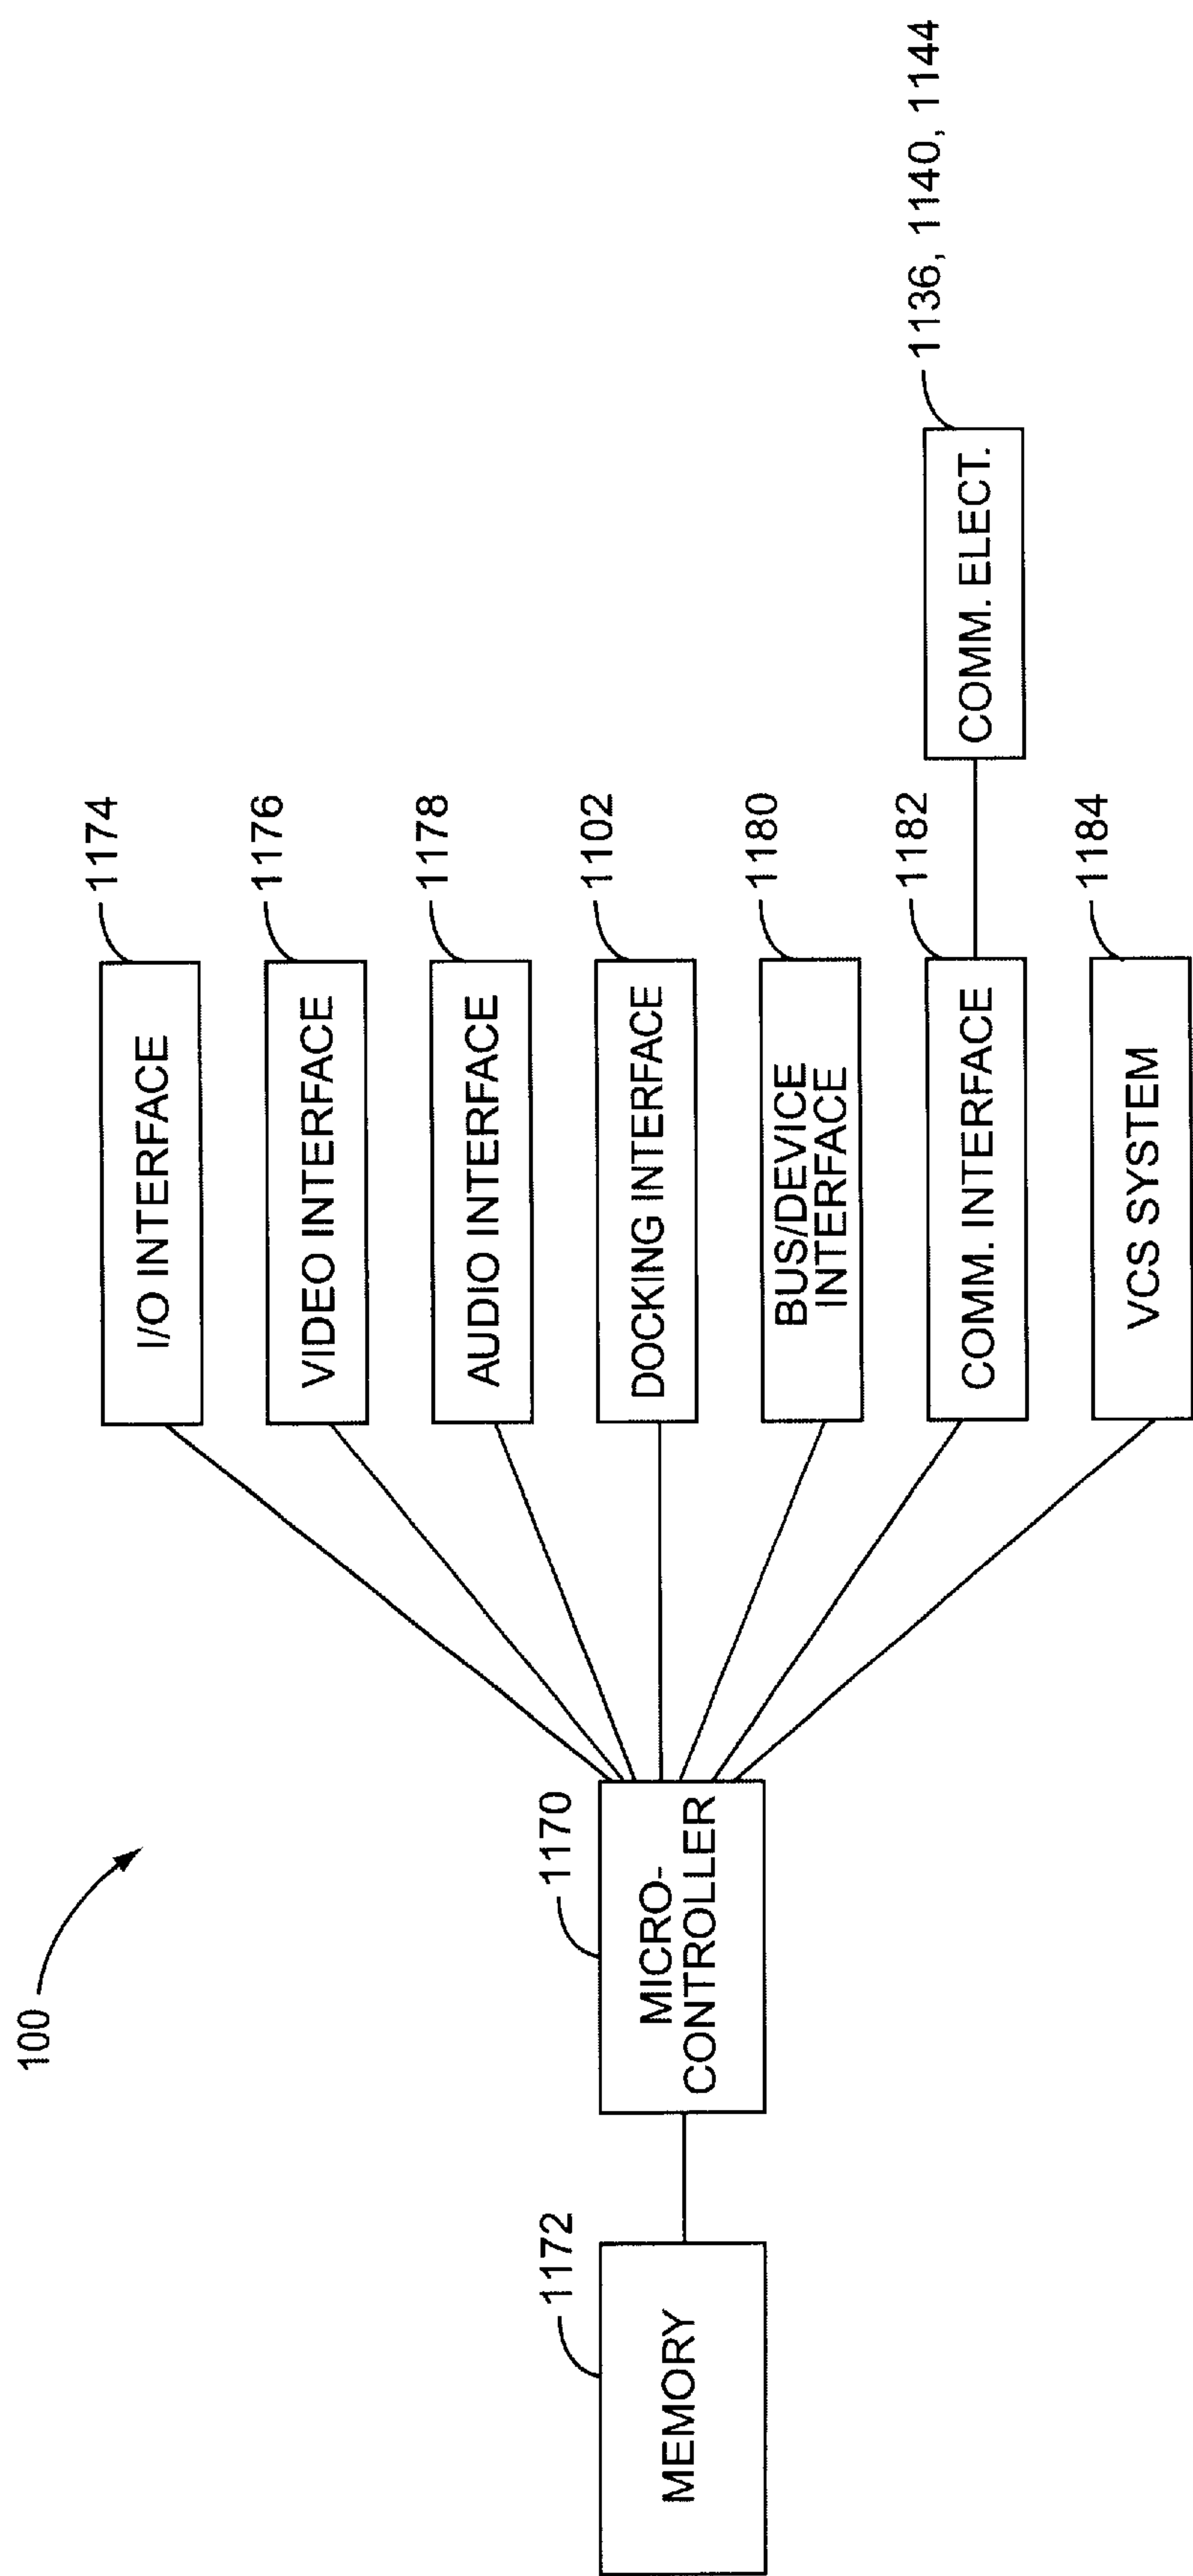 100
1172
MEMORY
1170
MICRO-
CONTROLLER
1174
I/O INTERFACE
1176
VIDEO INTERFACE
1178
AUDIO INTERFACE
1102
DOCKING INTERFACE
1180
BUS/DEVICE
INTERFACE
1182
COMM. INTERFACE
1184
VCS SYSTEM
1136, 1140, 1144
COMM. ELECT.